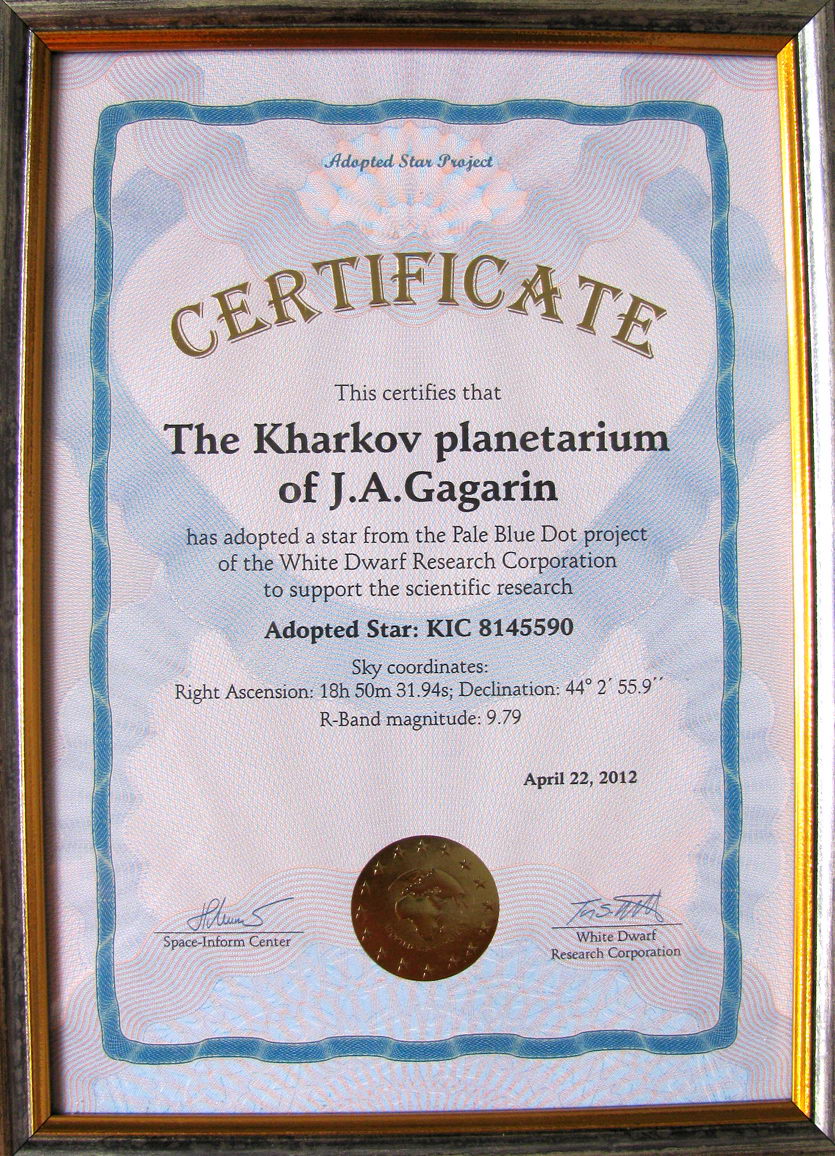 Adopted Star Project
CERTIFICATE
This certifies that
The Kharkov planetarium
of J.A.Gagarin
has adopted a star from the Pale Blue Dot project
of the White Dwarf Research Corporation
to support the scientific research
Adopted Star: KIC 8145590
Sky coordinates:
Right Ascension: 18h 50m 31.94s; Declination: 44° 2´ 55.9´´
R-Band magnitude: 9.79
April 22, 2012
Space-Inform Center
White Dwarf
Research Corporation